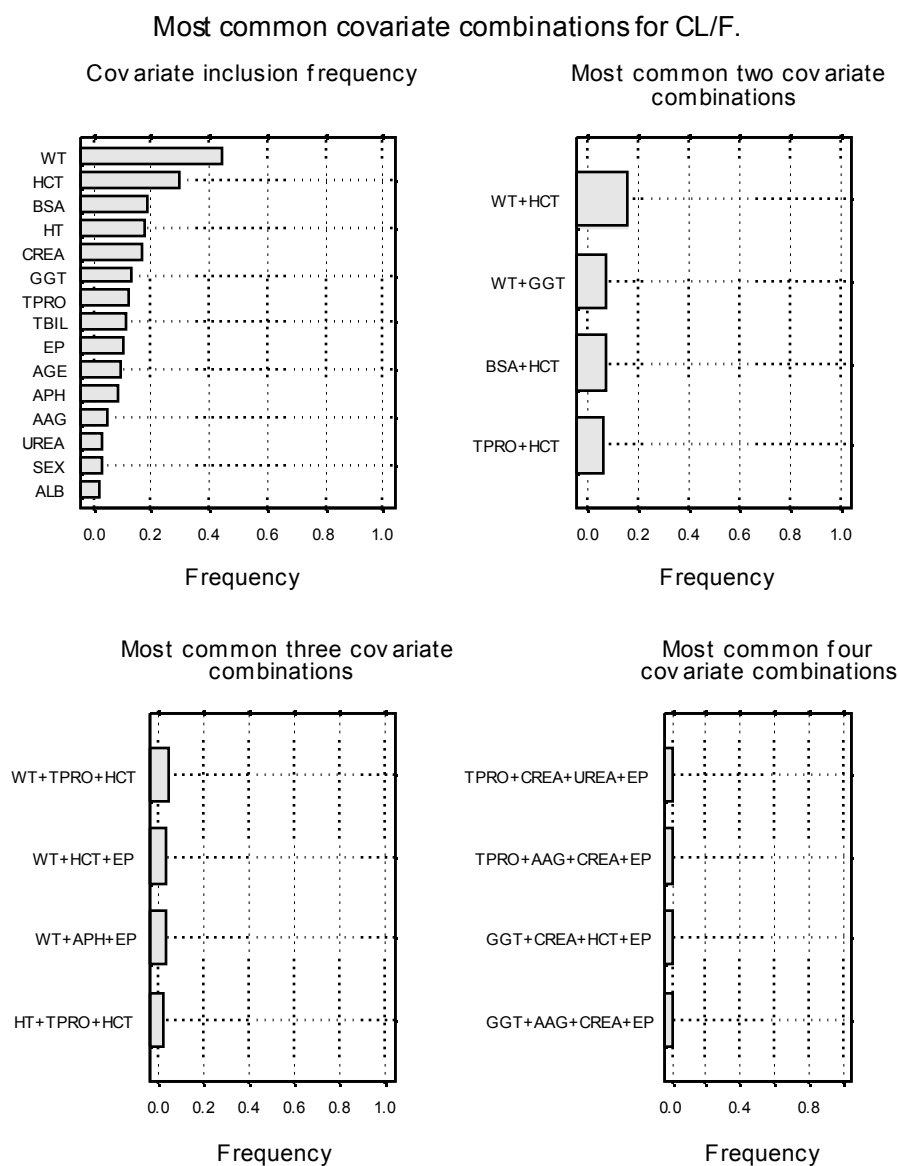 Most common covariate combinations for CL/F.
Covariate inclusion frequency
WT
HCT
BSA
HT
CREA
GGT
TPRO
TBIL
EP
AGE
APH
AAG
UREA
SEX
ALB
0.0 0.2 0.4 0.6 0.8 1.0
Frequency
Most common two covariate
combinations
WT+HCT
WT+GGT
BSA+HCT
TPRO+HCT
0.0 0.2 0.4 0.6 0.8 1.0
Frequency
Most common three covariate
combinations
WT+TPRO+HCT
WT+HCT+EP
WT+APH+EP
HT+TPRO+HCT
0.0 0.2 0.4 0.6 0.8 1.0
Frequency
Most common four
covariate combinations
TPRO+CREA+UREA+EP
TPRO+AAG+CREA+EP
GGT+CREA+HCT+EP
GGT+AAG+CREA+EP
0.0 0.4 0.8
Frequency